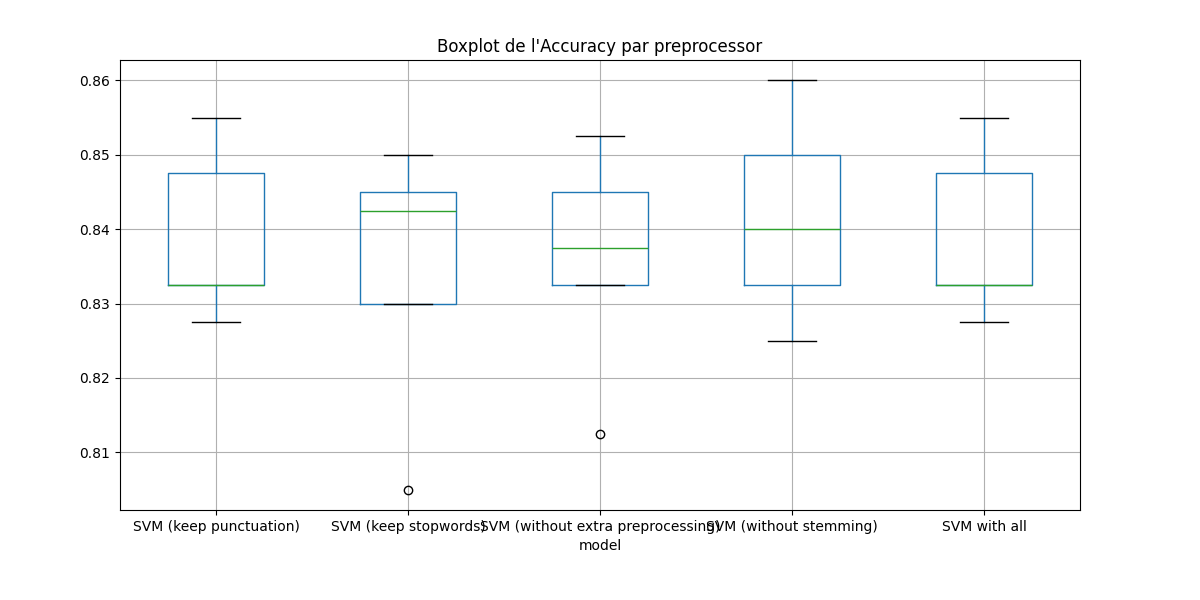 Boxplot de l'Accuracy par preprocessor
0.86
0.85
0.84
0.83
0.82
0.81
SVM (keep punctuation) SVM (keep stopwords) SVM (without extra preprocessing) SVM (without stemming) SVM with all
model